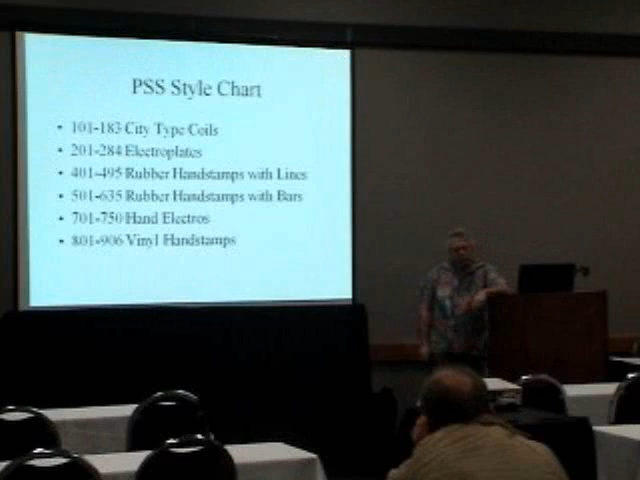 PSS Style Chart
• 101-183 City Type Coils
• 201-284 Electroplates
• 401-495 Rubber Handstamps with Lines
• 501-635 Rubber Handstamps with Bars
• 701-750 Hand Electros
• 801-906 Vinyl Handstamps